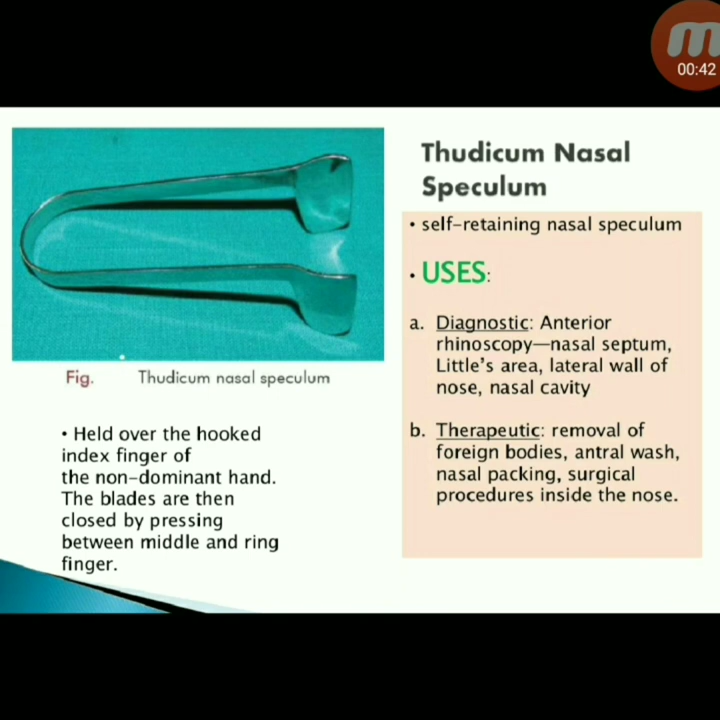 00:42
Thudicum Nasal
Speculum
• self-retaining nasal speculum
• USES:
a. Diagnostic: Anterior
rhinoscopy—nasal septum,
Little's area, lateral wall of
nose, nasal cavity
b. Therapeutic: removal of
foreign bodies, antral wash,
nasal packing, surgical
procedures inside the nose.
Fig. Thudicum nasal speculum
• Held over the hooked
index finger of
the non-dominant hand.
The blades are then
closed by pressing
between middle and ring
finger.